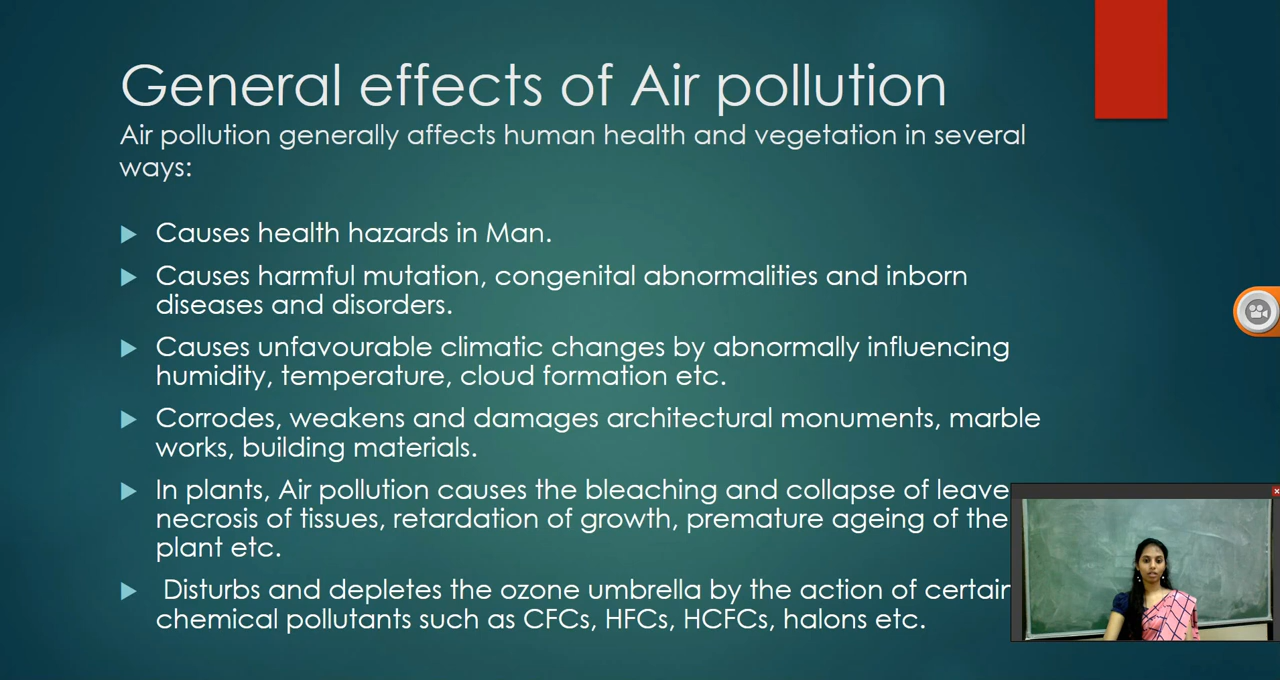 General effects of Air pollution
Air pollution generally affects human health and vegetation in several
ways:
Causes health hazards in Man.
Causes harmful mutation, congenital abnormalities and inborn
diseases and disorders.
Causes unfavourable climatic changes by abnormally influencing
humidity, temperature, cloud formation etc.
Corrodes, weakens and damages architectural monuments, marble
works, building materials.
In plants, Air pollution causes the bleaching and collapse of leave
necrosis of tissues, retardation of growth, premature ageing of the
plant etc.
Disturbs and depletes the ozone umbrella by the action of certain
chemical pollutants such as CFCs, HFCs, HCFCs, halons etc.